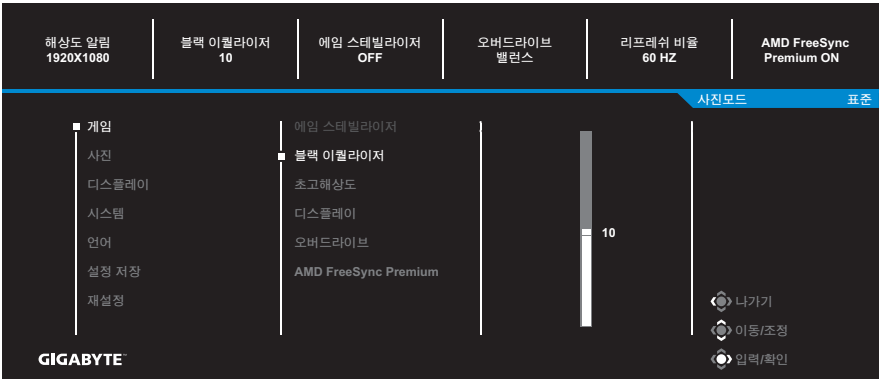 해상도 알림
1920X1080
블랙 이퀄라이저
10
에임 스테빌라이저
OFF
오버드라이브
밸런스
리프레쉬 비율
60 HZ
AMD FreeSync
Premium ON
사진모드 표준
게임
사진
디스플레이
시스템
언어
설정 저장
재설정
에임 스테빌라이저
블랙 이퀄라이저
초고해상도
디스플레이
오버드라이브
AMD FreeSync Premium
10
나가기
이동/조정
입력/확인
GIGABYTE™